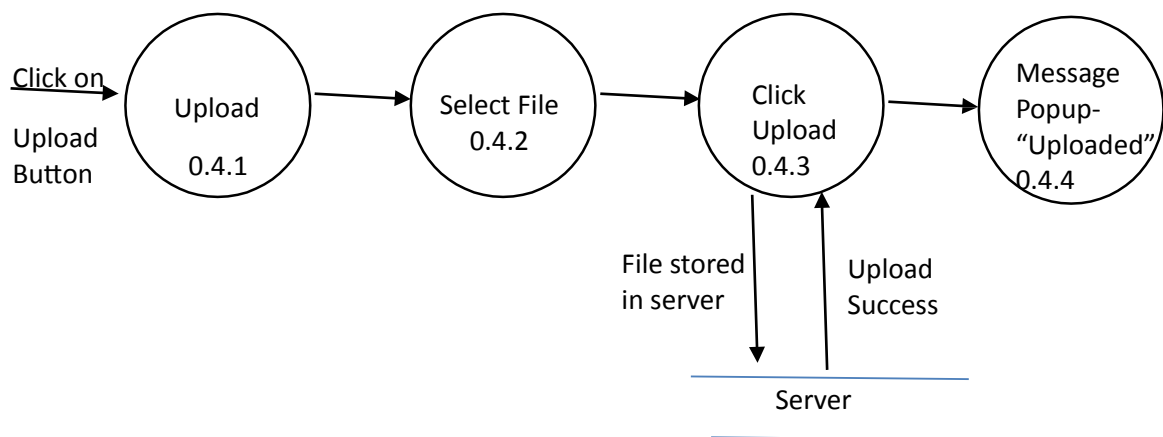 Click on
Upload
Button
Upload
0.4.1
Select File
0.4.2
Click
Upload
0.4.3
Message
Popup-
“Uploaded”
0.4.4
File stored
in server
Upload
Success
Server